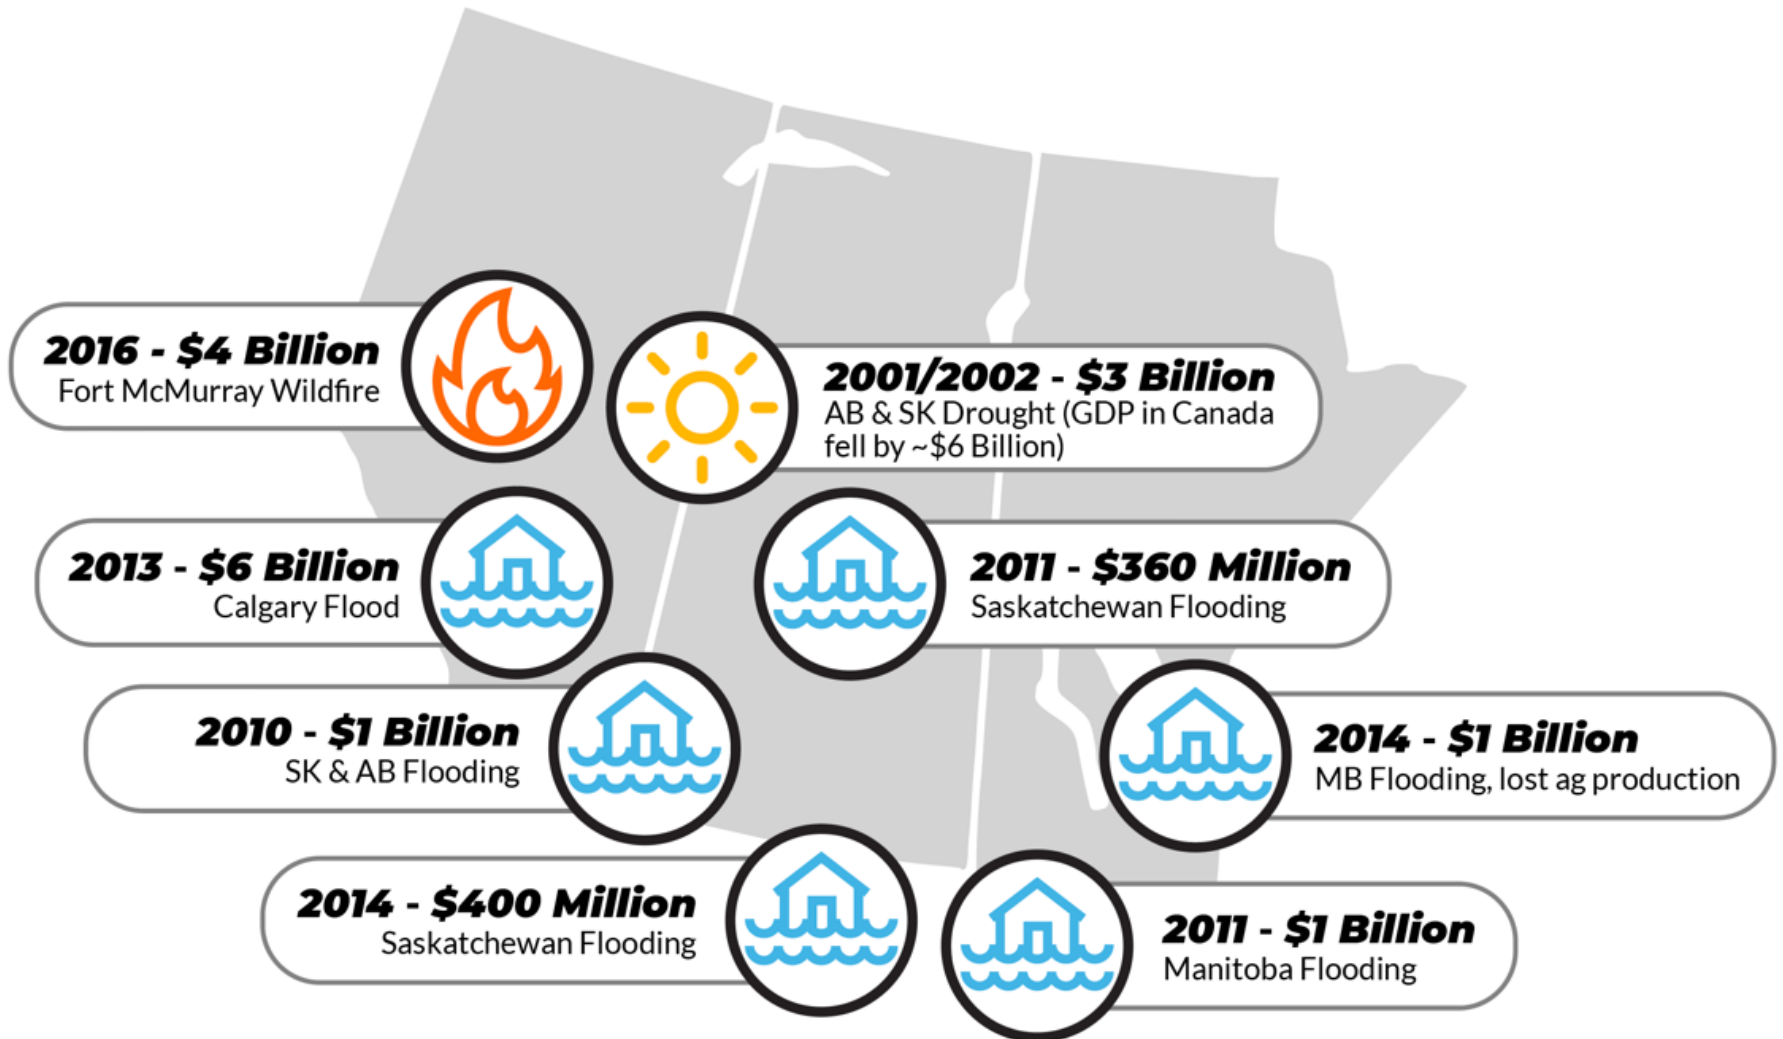 2016 - $4 Billion
Fort McMurray Wildfire
2001/2002 - $3 Billion
AB & SK Drought (GDP in Canada
fell by ~$6 Billion)
2013 - $6 Billion
Calgary Flood
2011 - $360 Million
Saskatchewan Flooding
2010 - $1 Billion
SK & AB Flooding
2014 - $1 Billion
MB Flooding, lost ag production
2014 - $400 Million
Saskatchewan Flooding
2011 - $1 Billion
Manitoba Flooding